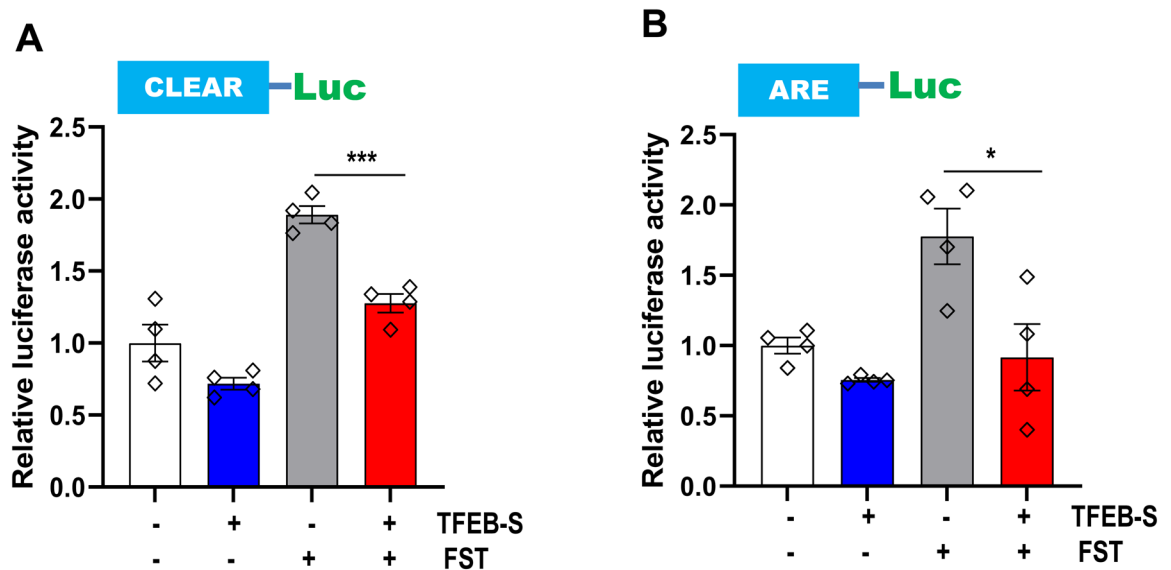 A
CLEAR
Luc
Relative luciferase activity
2.5
2.0
1.5
1.0
0.5
0.0
***
- + - + TFEB-S
- - + + FST
B
ARE
Luc
Relative luciferase activity
2.5
2.0
1.5
1.0
0.5
0.0
*
- + - + TFEB-S
- - + + FST